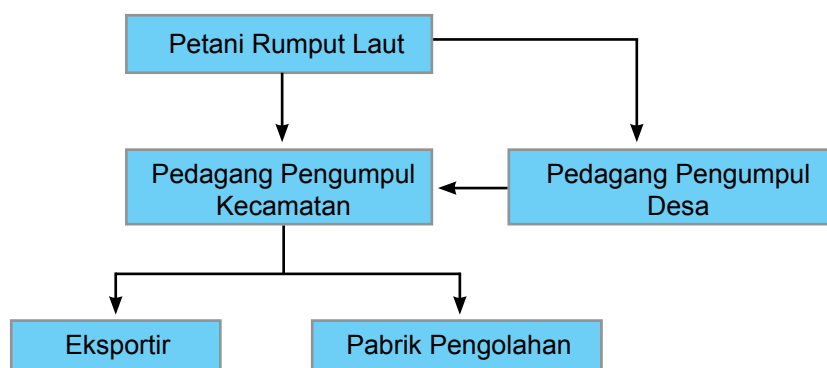 Petani Rumput Laut
Pedagang Pengumpul
Kecamatan
Pedagang Pengumpul
Desa
Eksportir
Pabrik Pengolahan